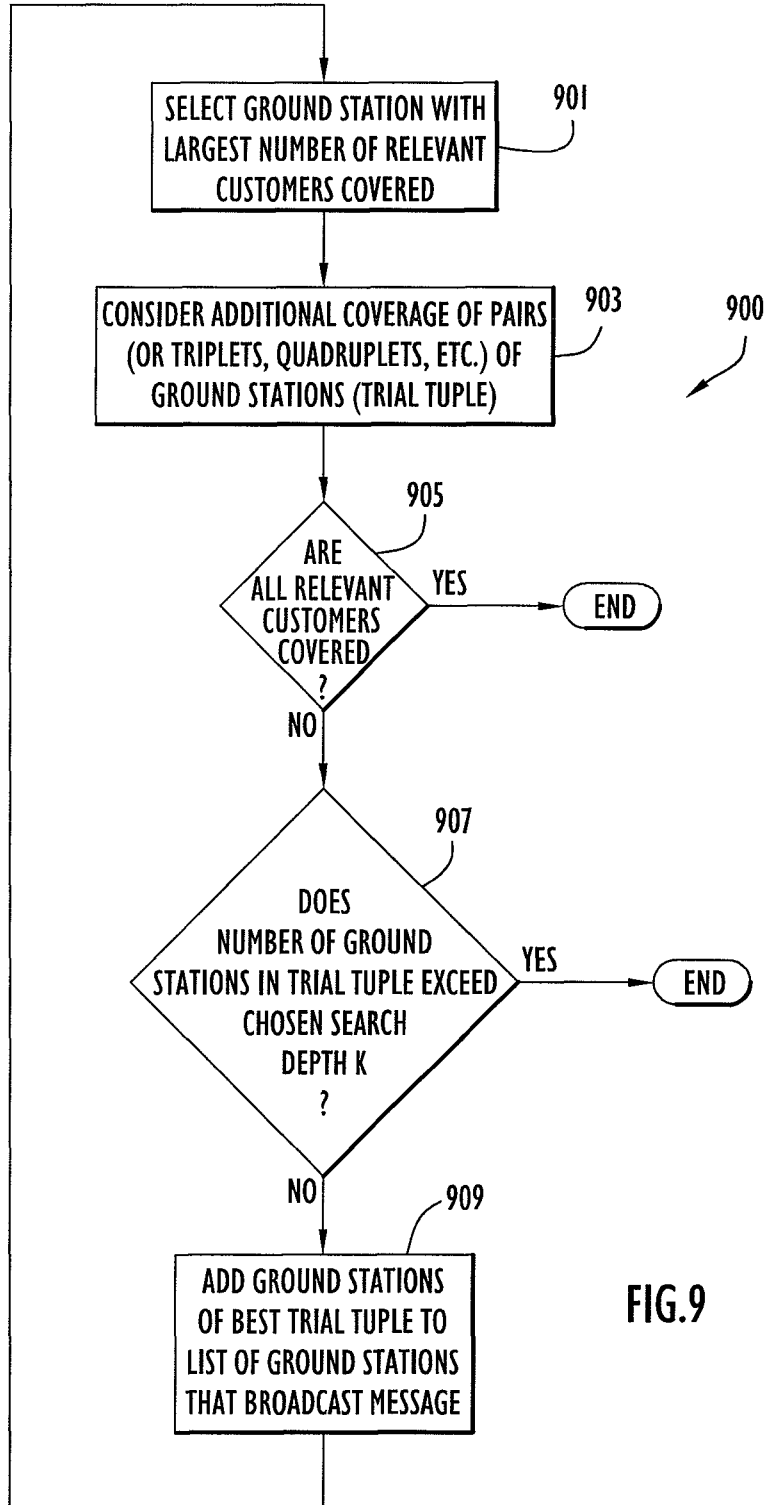 SELECT GROUND STATION WITH
LARGEST NUMBER OF RELEVANT
CUSTOMERS COVERED
901
CONSIDER ADDITIONAL COVERAGE OF PAIRS
(OR TRIPLETS, QUADRUPLETS, ETC.) OF
GROUND STATIONS (TRIAL TUPLE)
903
900
905
ARE
ALL RELEVANT
CUSTOMERS
COVERED
?
YES
END
NO
907
DOES
NUMBER OF GROUND
STATIONS IN TRIAL TUPLE EXCEED
CHOSEN SEARCH
DEPTH K
?
YES
END
NO
909
ADD GROUND STATIONS
OF BEST TRIAL TUPLE TO
LIST OF GROUND STATIONS
THAT BROADCAST MESSAGE
FIG.9